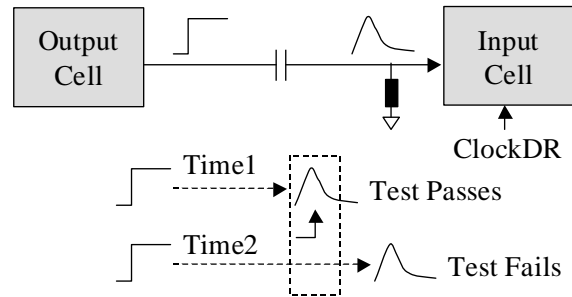 Output
Cell
Input
Cell
ClockDR
Time1
Test Passes
Time2
Test Fails